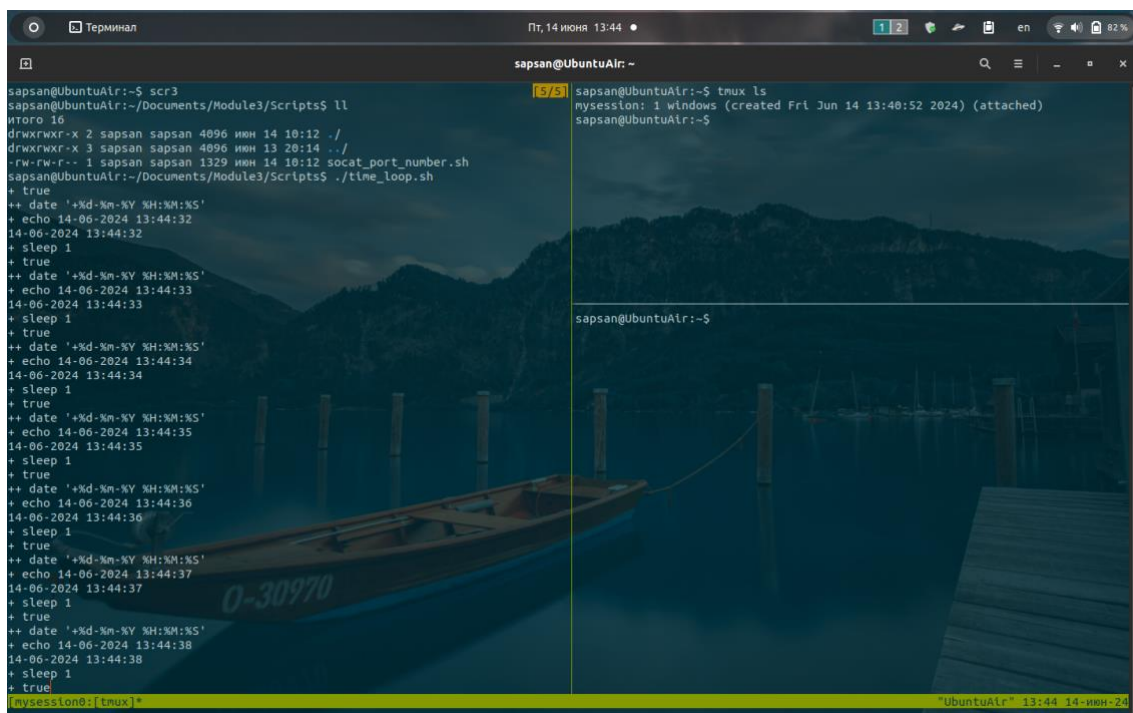 Терминал
Пт, 14 июня 13:44
1 2
en
82 %
sapsan@UbuntuAir: ~
sapsan@UbuntuAir:~$ scr3
[5/5]
sapsan@UbuntuAir:~/Documents/Module3/Scripts$ ll
итого 16
drwxrwxr-x 2 sapsan sapsan 4096 июн 14 10:12 ./
drwxrwxr-x 3 sapsan sapsan 4096 июн 13 20:14 ../
-rw-rw-r-- 1 sapsan sapsan 1329 июн 14 10:12 socat_port_number.sh
sapsan@UbuntuAir:~/Documents/Module3/Scripts$ ./time_loop.sh
+ true
++ date '+%d-%m-%Y %H:%M:%S'
+ echo 14-06-2024 13:44:32
14-06-2024 13:44:32
+ sleep 1
+ true
++ date '+%d-%m-%Y %H:%M:%S'
+ echo 14-06-2024 13:44:33
14-06-2024 13:44:33
+ sleep 1
+ true
++ date '+%d-%m-%Y %H:%M:%S'
+ echo 14-06-2024 13:44:34
14-06-2024 13:44:34
+ sleep 1
+ true
++ date '+%d-%m-%Y %H:%M:%S'
+ echo 14-06-2024 13:44:35
14-06-2024 13:44:35
+ sleep 1
+ true
++ date '+%d-%m-%Y %H:%M:%S'
+ echo 14-06-2024 13:44:36
14-06-2024 13:44:36
+ sleep 1
+ true
++ date '+%d-%m-%Y %H:%M:%S'
+ echo 14-06-2024 13:44:37
14-06-2024 13:44:37
+ sleep 1
+ true
++ date '+%d-%m-%Y %H:%M:%S'
+ echo 14-06-2024 13:44:38
14-06-2024 13:44:38
+ sleep 1
+ true
sapsan@UbuntuAir:~$ tmux ls
mysession: 1 windows (created Fri Jun 14 13:40:52 2024) (attached)
sapsan@UbuntuAir:~$
sapsan@UbuntuAir:~$
O-30970
[mysession0:[tmux]*
"UbuntuAir" 13:44 14-июн-24